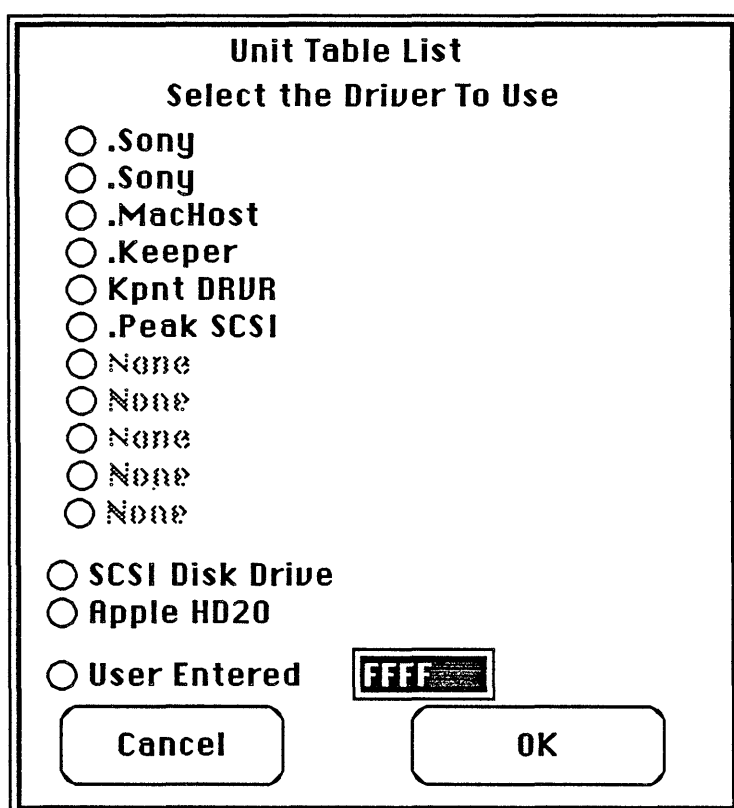 Unit Table List
Select the Driver To Use
.Sony
.Sony
.MacHost
.Keeper
Kpnt DRVR
.Peak SCSI
None
None
None
None
None
SCSI Disk Drive
Apple HD20
User Entered FFFF
Cancel OK